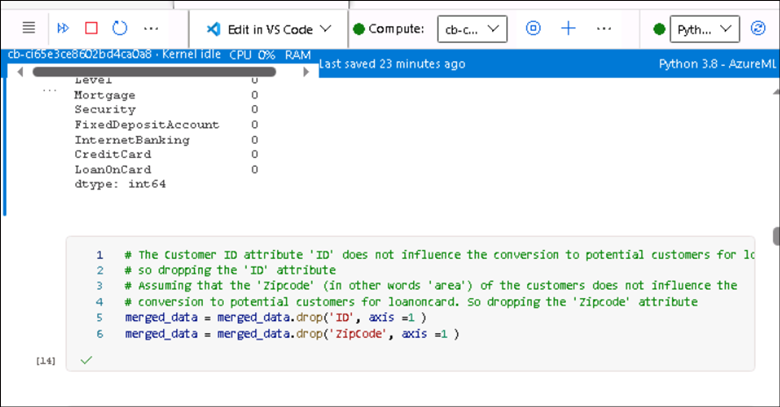 Edit in VS Code
Compute:
cb-c...
Pyth...
cb-ci65e3ce8602bd4ca0a8 · Kernel idle CPU 0% RAM
Last saved 23 minutes ago
Python 3.8 - AzureML
... Level 0
Mortgage 0
Security 0
FixedDepositAccount 0
InternetBanking 0
CreditCard 0
LoanOnCard 0
dtype: int64
1 # The Customer ID attribute 'ID' does not influence the conversion to potential customers for lo
2 # so dropping the 'ID' attribute
3 # Assuming that the 'Zipcode' (in other words 'area') of the customers does not influence the
4 # conversion to potential customers for loanoncard. So dropping the 'Zipcode' attribute
5 merged_data = merged_data.drop('ID', axis =1 )
6 merged_data = merged_data.drop('ZipCode', axis =1 )
[14]